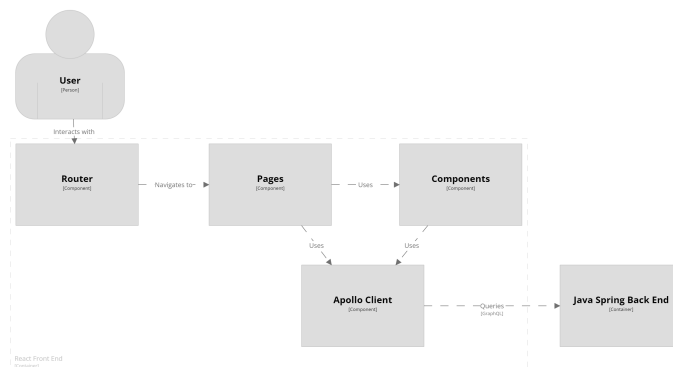 User
[Person]
Interacts with
Router
[Component]
Navigates to
Pages
[Component]
Uses
Components
[Component]
Uses
Uses
Apollo Client
[Component]
Queries
[GraphQL]
Java Spring Back End
[Container]
React Front End
[Container]